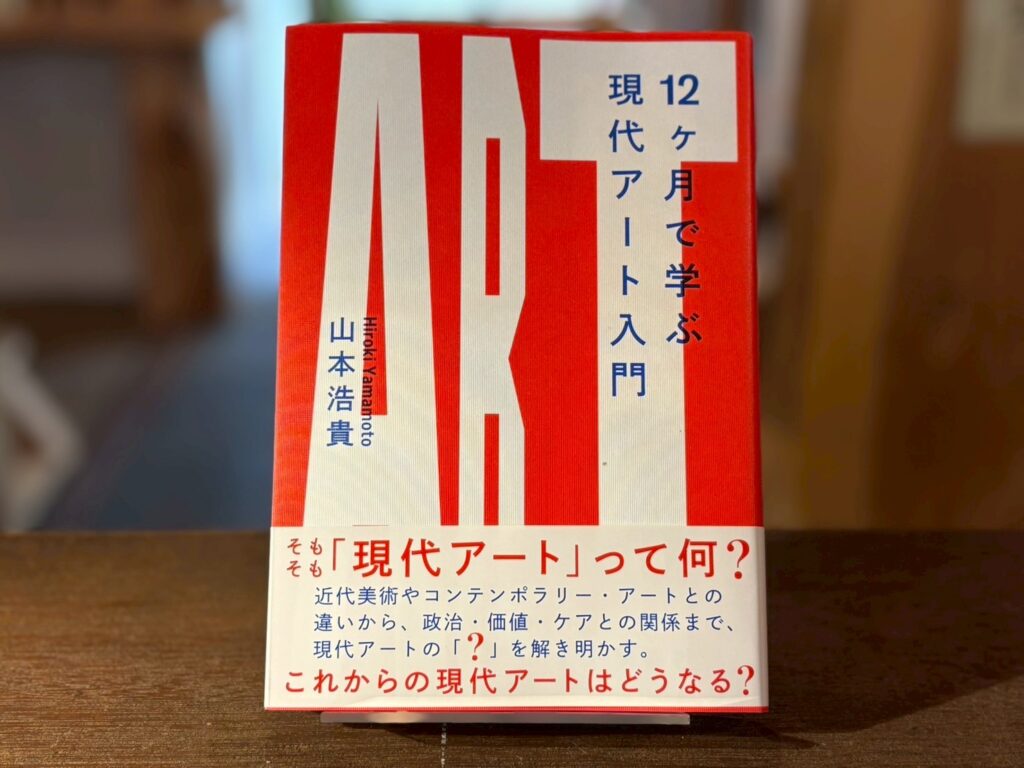 ART
12ヶ月で学ぶ
現代アート入門
Hiroki Yamamoto
山本浩貴
そもそも「現代アート」って何?
近代美術やコンテンポラリー・アートとの
違いから、政治・価値・ケアとの関係まで、
現代アートの「?」を解き明かす。
これからの現代アートはどうなる?